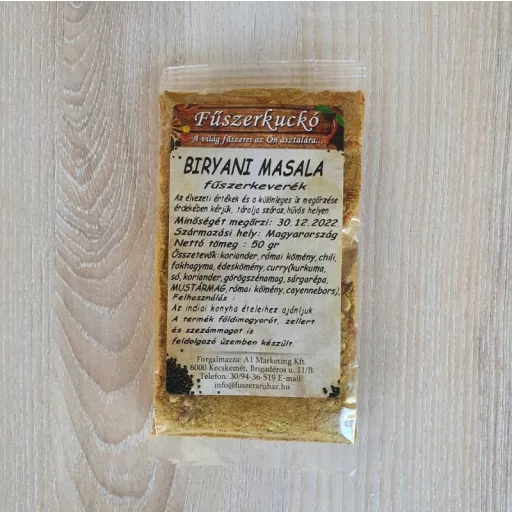 Fűszerkuckó
A világ fűszerei az Ön asztalára...
BIRYANI MASALA
fűszerkeverék
Az élvezeti értékek és a különleges íz megőrzése
érdekében kérjük, tárolja száraz,hűvös helyen.
Minőségét megőrzi: 30.12.2022
Származási hely: Magyarország
Nettó tömeg : 50 gr
Összetevők:koriander,római kömény,chili,
fokhagyma, édeskömény,curry(kurkuma,
só,koriander,görögszénamag,sárgarépa,
MUSTÁRMAG,római kömény,cayennebors).
Felhasználás :
Az indiai konyha ételeihez ajánljuk
A termék földimogyorót, zellert
és szezámmagot is
feldolgozó üzemben készült.
Forgalmazza: A1 Marketing Kft.
6000 Kecskemét, Brigadéros u. 11/B.
Telefon: 30/94-36-519 E-mail:
info@fuszeraruhaz.hu